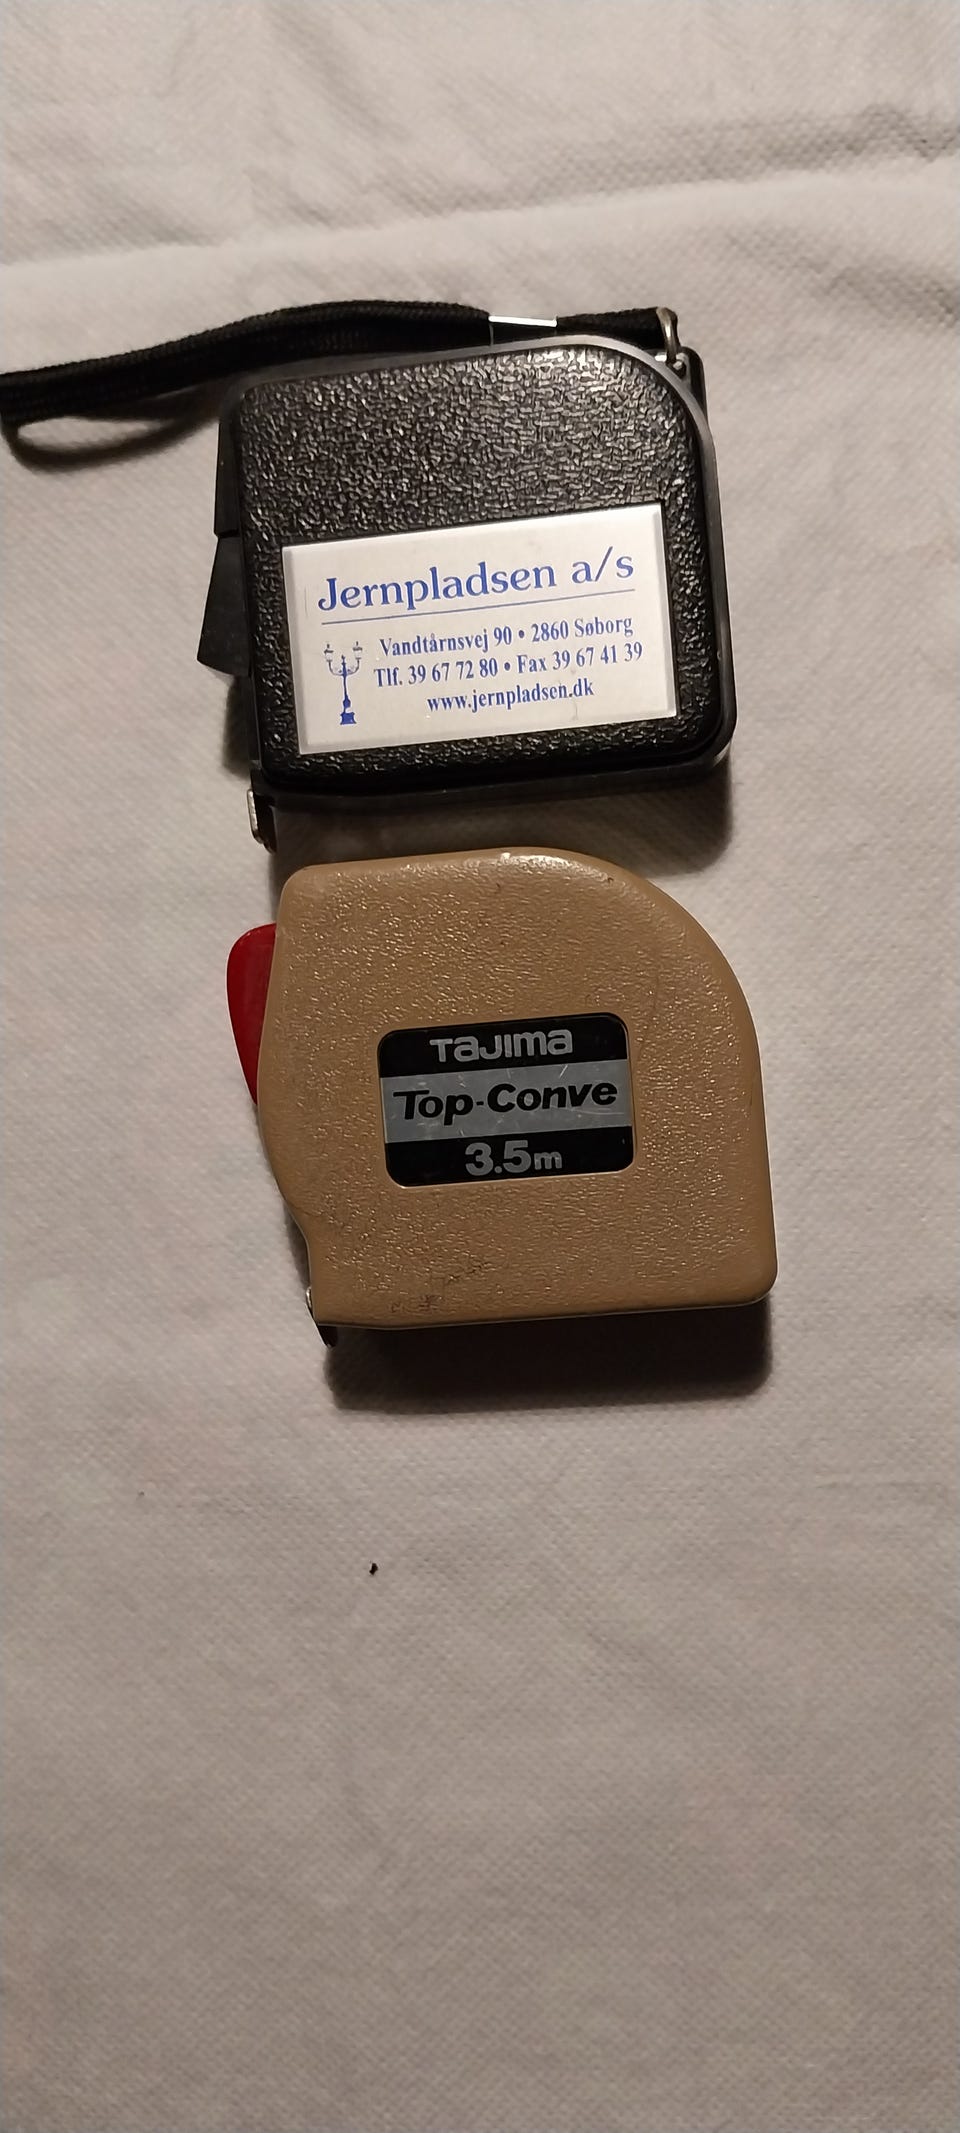 Jernpladsen a/s
Vandtårnsvej 90 • 2860 Søborg
Tlf. 39 67 72 80 • Fax 39 67 41 39
www.jernpladsen.dk
TaJIma
Top-Conve
3.5m